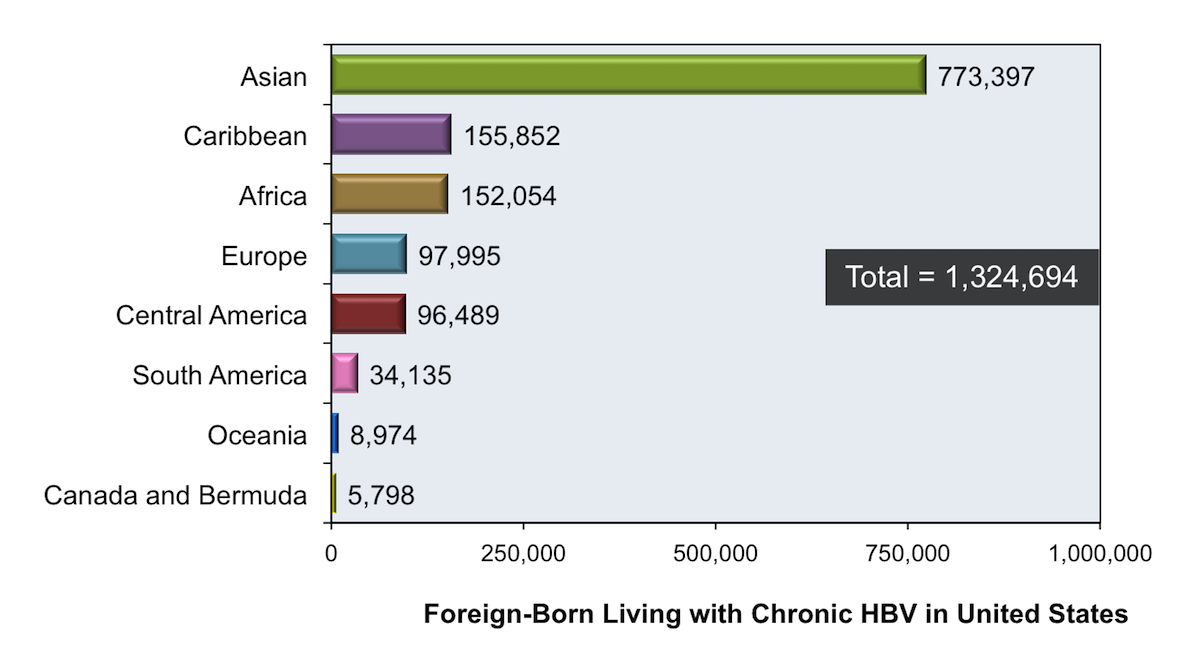 Asian 773,397
Caribbean 155,852
Africa 152,054
Europe 97,995
Total = 1,324,694
Central America 96,489
South America 34,135
Oceania 8,974
Canada and Bermuda 5,798
0 250,000 500,000 750,000 1,000,000
Foreign-Born Living with Chronic HBV in United States